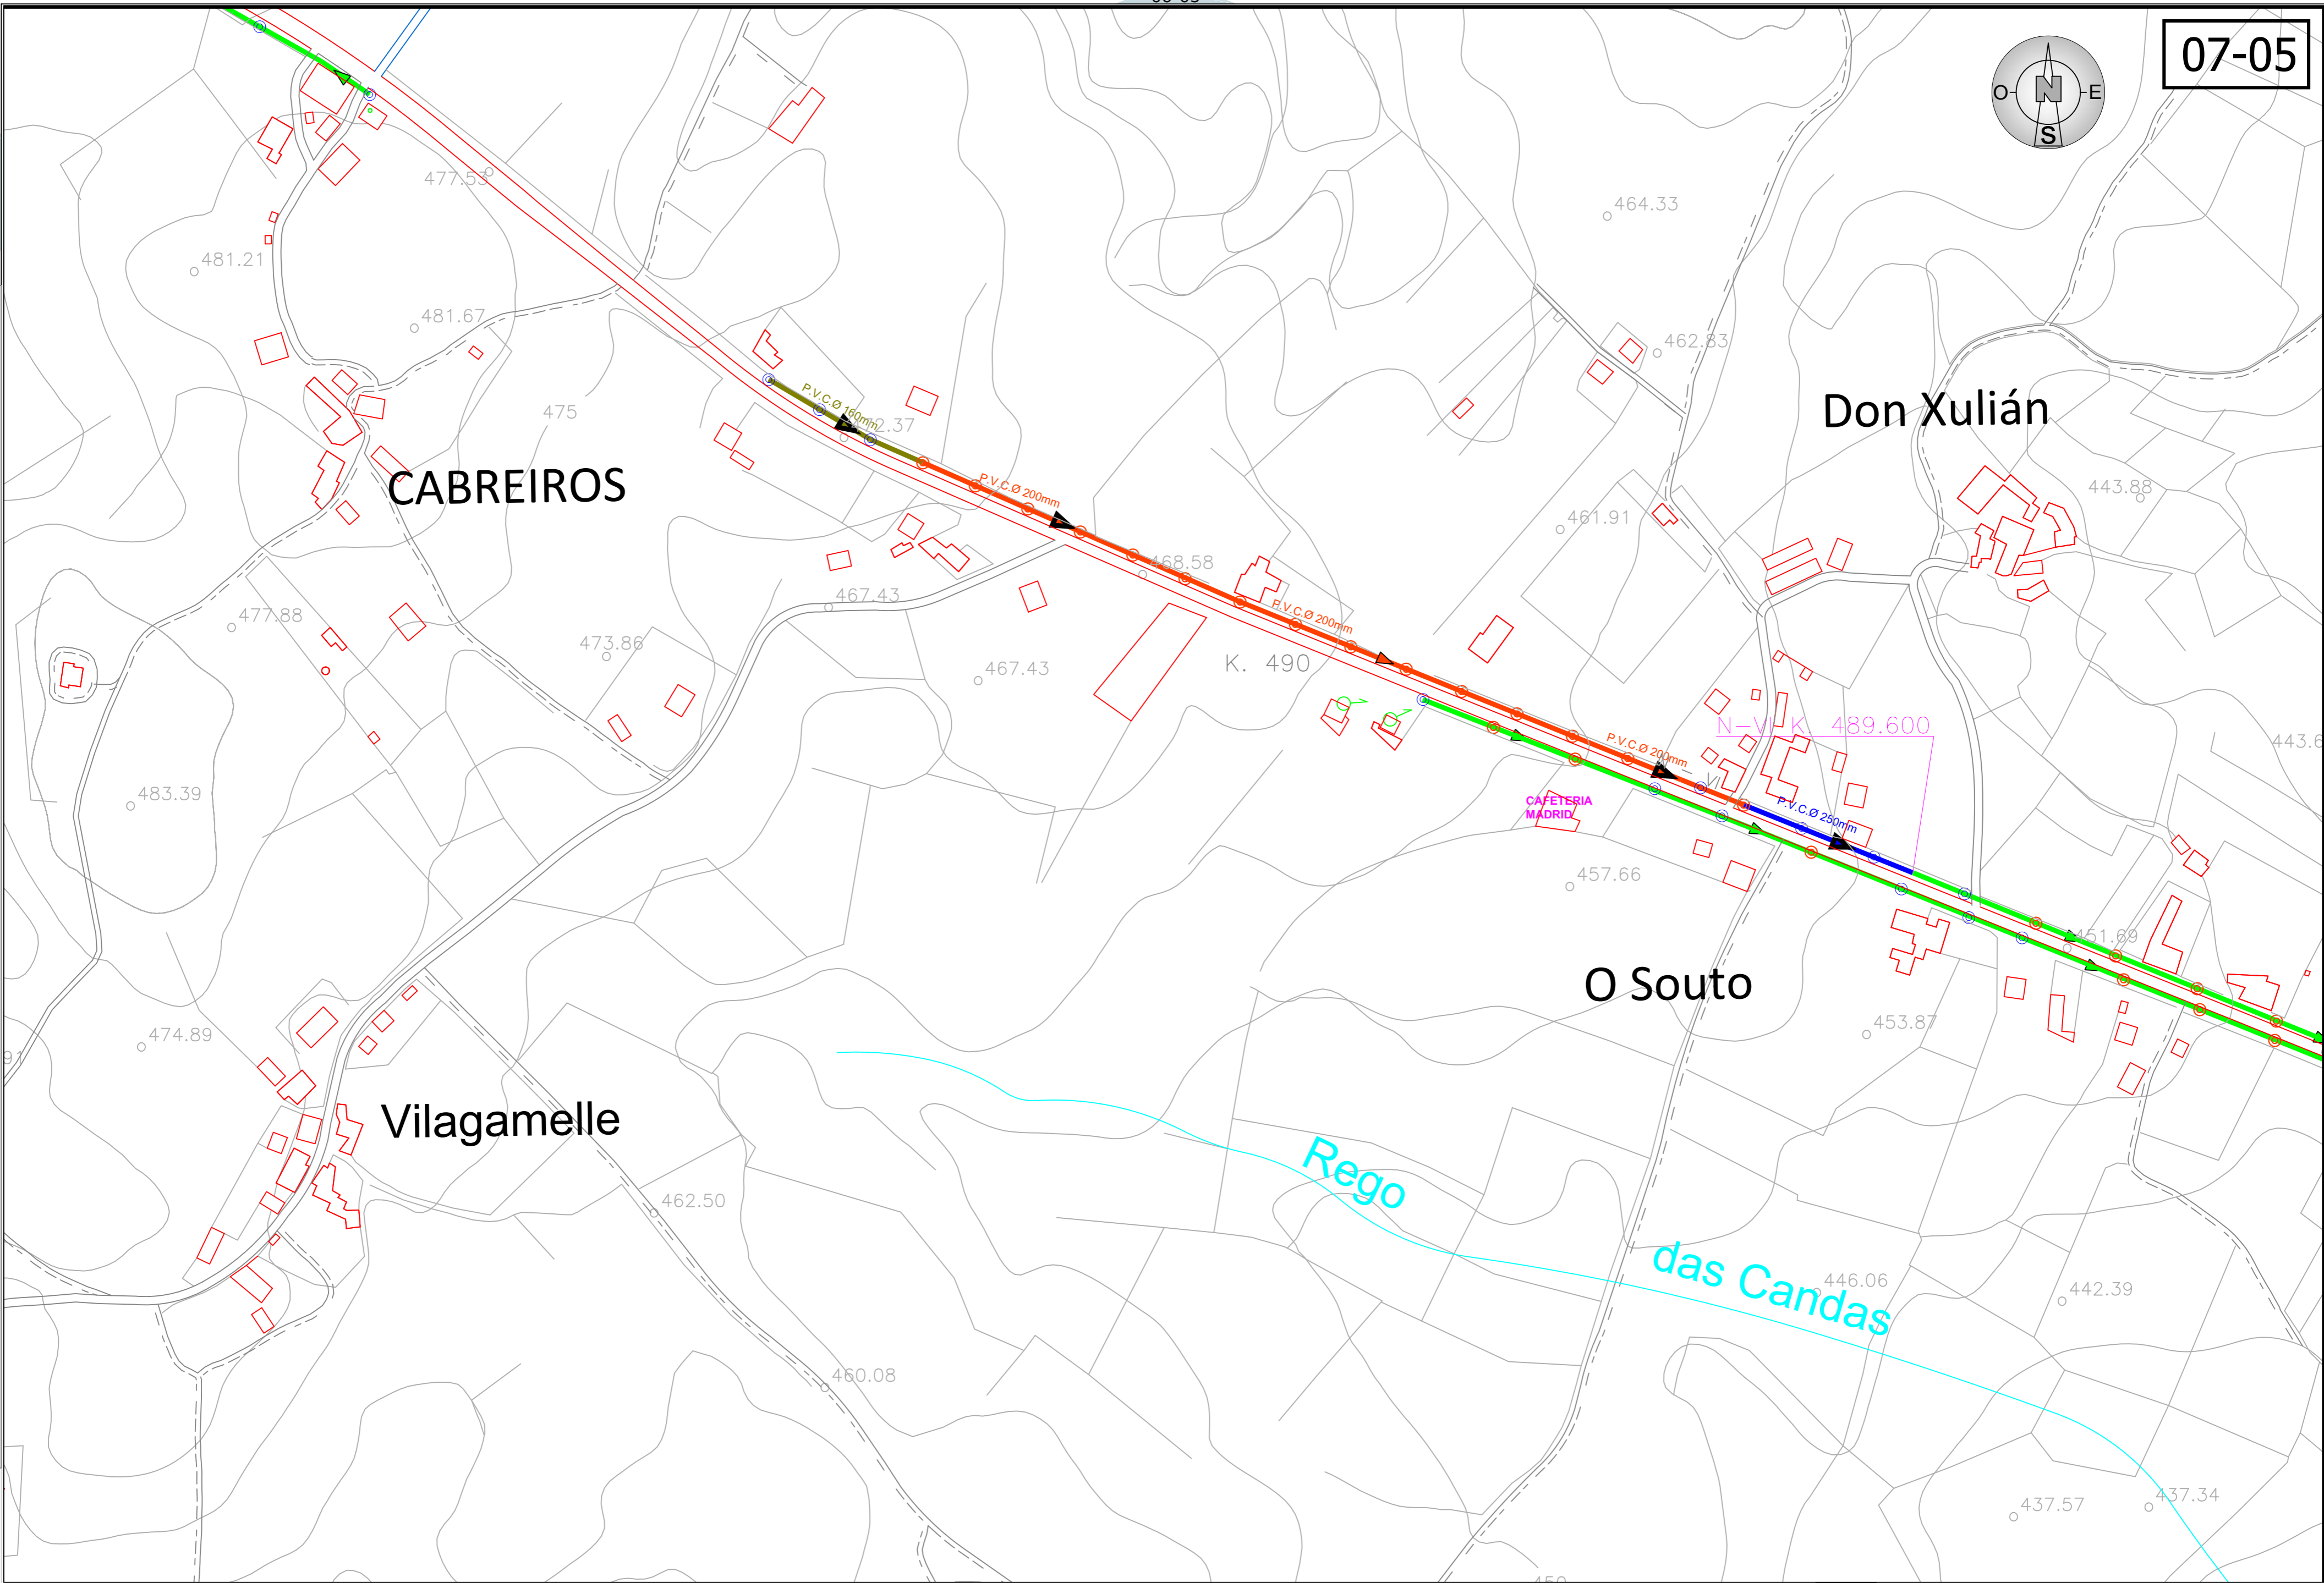 07-05
N
O
E
S
477.53
464.33
481.21
481.67
462.83
P.V.C.Ø 160mm
475
Don Xulián
CABREIROS
443.88
P.V.C.Ø 200mm
461.91
468.58
467.43
477.88
P.V.C.Ø 200mm
473.86
467.43
K. 490
N-VI K. 489.600
P.V.C.Ø 200mm
VI
483.39
CAFETERIA
MADRID
P.V.C.Ø 250mm
457.66
451.69
O Souto
474.89
453.87
Vilagamelle
Rego
462.50
das Candas
446.06
442.39
460.08
437.57
437.34